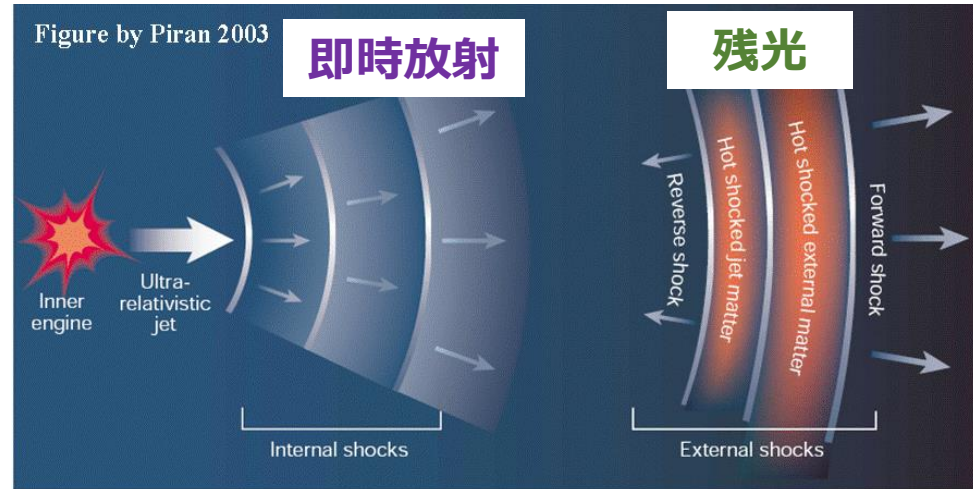 Figure by Piran 2003
即時放射
残光
Inner
engine
Ultra-
relativistic
jet
Internal shocks
Reverse shock
Hot shocked jet matter
Hot shocked external matter
Forward shock
External shocks